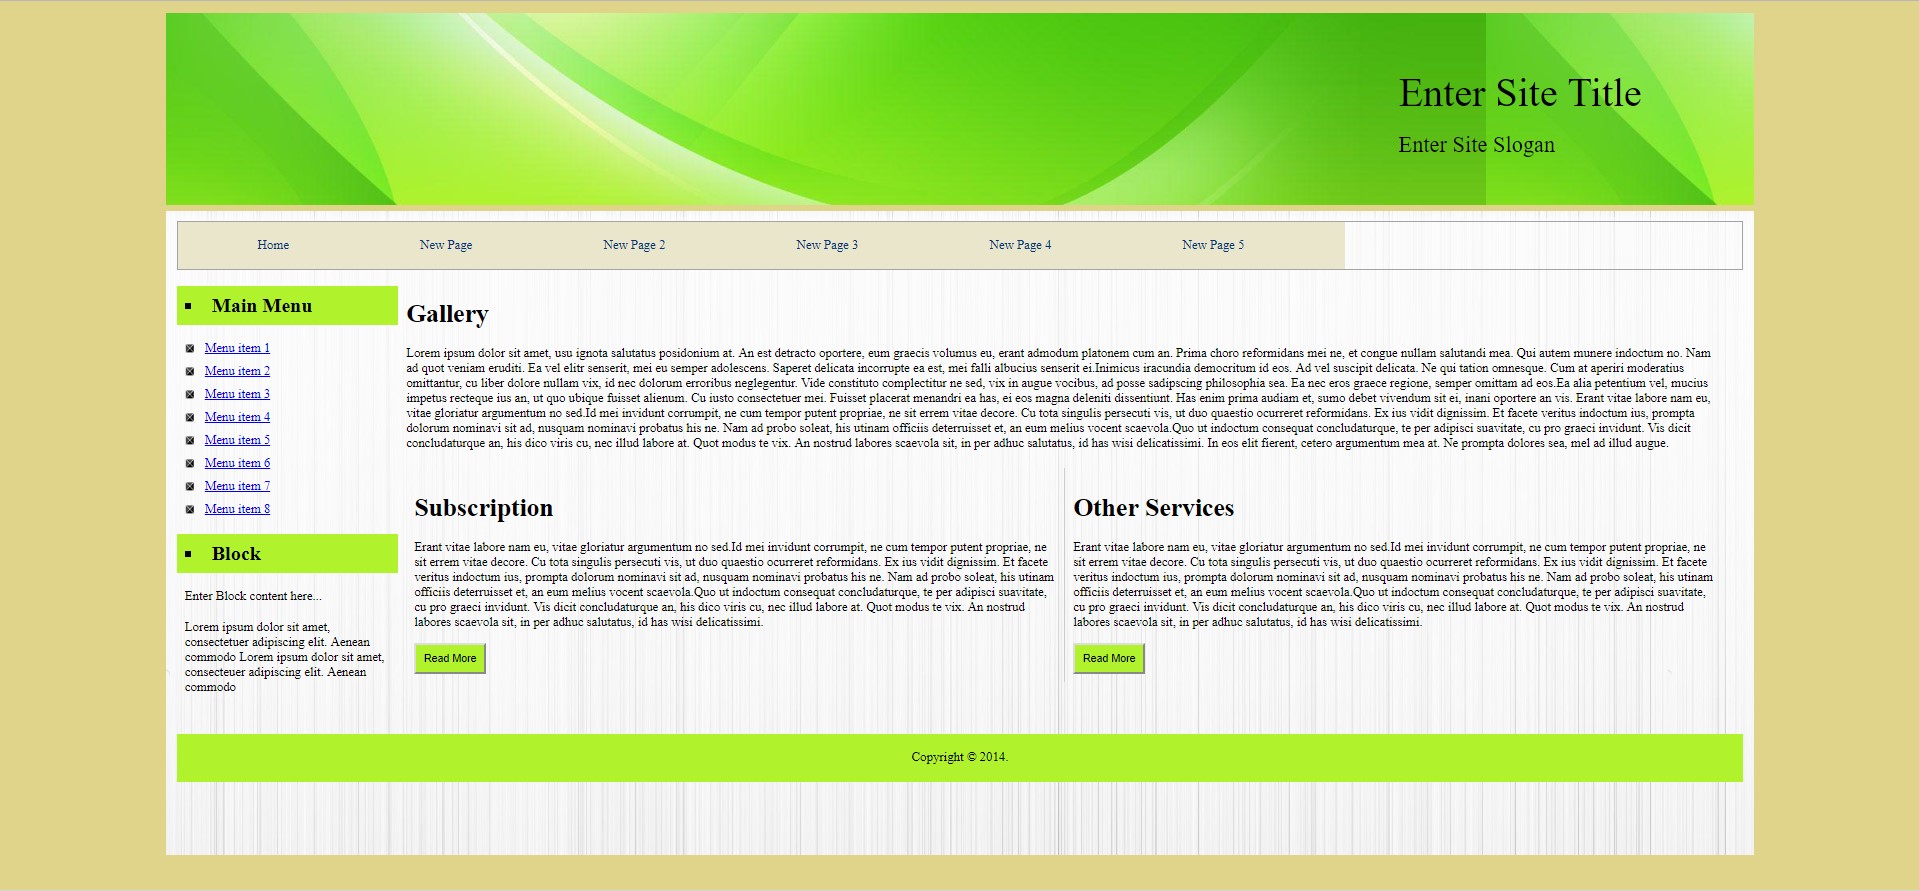 Enter Site Title
Enter Site Slogan
Home New Page New Page 2 New Page 3 New Page 4 New Page 5
Main Menu
Menu item 1
Menu item 2
Menu item 3
Menu item 4
Menu item 5
Menu item 6
Menu item 7
Menu item 8
Block
Enter Block content here...
Lorem ipsum dolor sit amet,
consectetuer adipiscing elit. Aenean
commodo Lorem ipsum dolor sit amet,
consecteuer adipiscing elit. Aenean
commodo
Gallery
Lorem ipsum dolor sit amet, usu ignota salutatus posidonium at. An est detracto oportere, eum graecis volumus eu, erant admodum platonem cum an. Prima choro reformidans mei ne, et congue nullam salutandi mea. Qui autem munere indoctum no. Nam
ad quot veniam eruditi. Ea vel elitr senserit, mei eu semper adolescens. Saperet delicata incorrupte ea est, mei falli albucius senserit ei.Inimicus iracundia democritum id eos. Ad vel suscipit delicata. Ne qui tation omnesque. Cum at aperiri moderatius
omittantur, cu liber dolore nullam vix, id nec dolorum erroribus neglegentur. Vide constituto complectitur ne sed, vix in augue vocibus, ad posse sadipscing philosophia sea. Ea nec eros graece regione, semper omittam ad eos.Ea alia petentium vel, mucius
impetus recteque ius an, ut quo ubique fuisset alienum. Cu iusto consectetuer mei. Fuisset placerat menandri ea has, ei eos magna deleniti dissentiunt. Has enim prima audiam et, sumo debet vivendum sit ei, inani oportere an vis. Erant vitae labore nam eu,
vitae gloriatur argumentum no sed.Id mei invidunt corrumpit, ne cum tempor putent propriae, ne sit errem vitae decore. Cu tota singulis persecuti vis, ut duo quaestio ocurreret reformidans. Ex ius vidit dignissim. Et facete veritus indoctum ius, prompta
dolorum nominavi sit ad, nusquam nominavi probatus his ne. Nam ad probo soleat, his utinam officiis deterruisset et, an eum melius vocent scaevola.Quo ut indoctum consequat concludaturque, te per adipisci suavitate, cu pro graeci invidunt. Vis dicit
concludaturque an, his dico viris cu, nec illud labore at. Quot modus te vix. An nostrud labores scaevola sit, in per adhuc salutatus, id has wisi delicatissimi. In eos elit fierent, cetero argumentum mea at. Ne prompta dolores sea, mel ad illud augue.
Subscription
Erant vitae labore nam eu, vitae gloriatur argumentum no sed.Id mei invidunt corrumpit, ne cum tempor putent propriae, ne
sit errem vitae decore. Cu tota singulis persecuti vis, ut duo quaestio ocurreret reformidans. Ex ius vidit dignissim. Et facete
veritus indoctum ius, prompta dolorum nominavi sit ad, nusquam nominavi probatus his ne. Nam ad probo soleat, his utinam
officiis deterruisset et, an eum melius vocent scaevola.Quo ut indoctum consequat concludaturque, te per adipisci suavitate,
cu pro graeci invidunt. Vis dicit concludaturque an, his dico viris cu, nec illud labore at. Quot modus te vix. An nostrud
labores scaevola sit, in per adhuc salutatus, id has wisi delicatissimi.
Read More
Other Services
Erant vitae labore nam eu, vitae gloriatur argumentum no sed.Id mei invidunt corrumpit, ne cum tempor putent propriae, ne
sit errem vitae decore. Cu tota singulis persecuti vis, ut duo quaestio ocurreret reformidans. Ex ius vidit dignissim. Et facete
veritus indoctum ius, prompta dolorum nominavi sit ad, nusquam nominavi probatus his ne. Nam ad probo soleat, his utinam
officiis deterruisset et, an eum melius vocent scaevola.Quo ut indoctum consequat concludaturque, te per adipisci suavitate,
cu pro graeci invidunt. Vis dicit concludaturque an, his dico viris cu, nec illud labore at. Quot modus te vix. An nostrud
labores scaevola sit, in per adhuc salutatus, id has wisi delicatissimi.
Read More
Copyright © 2014.